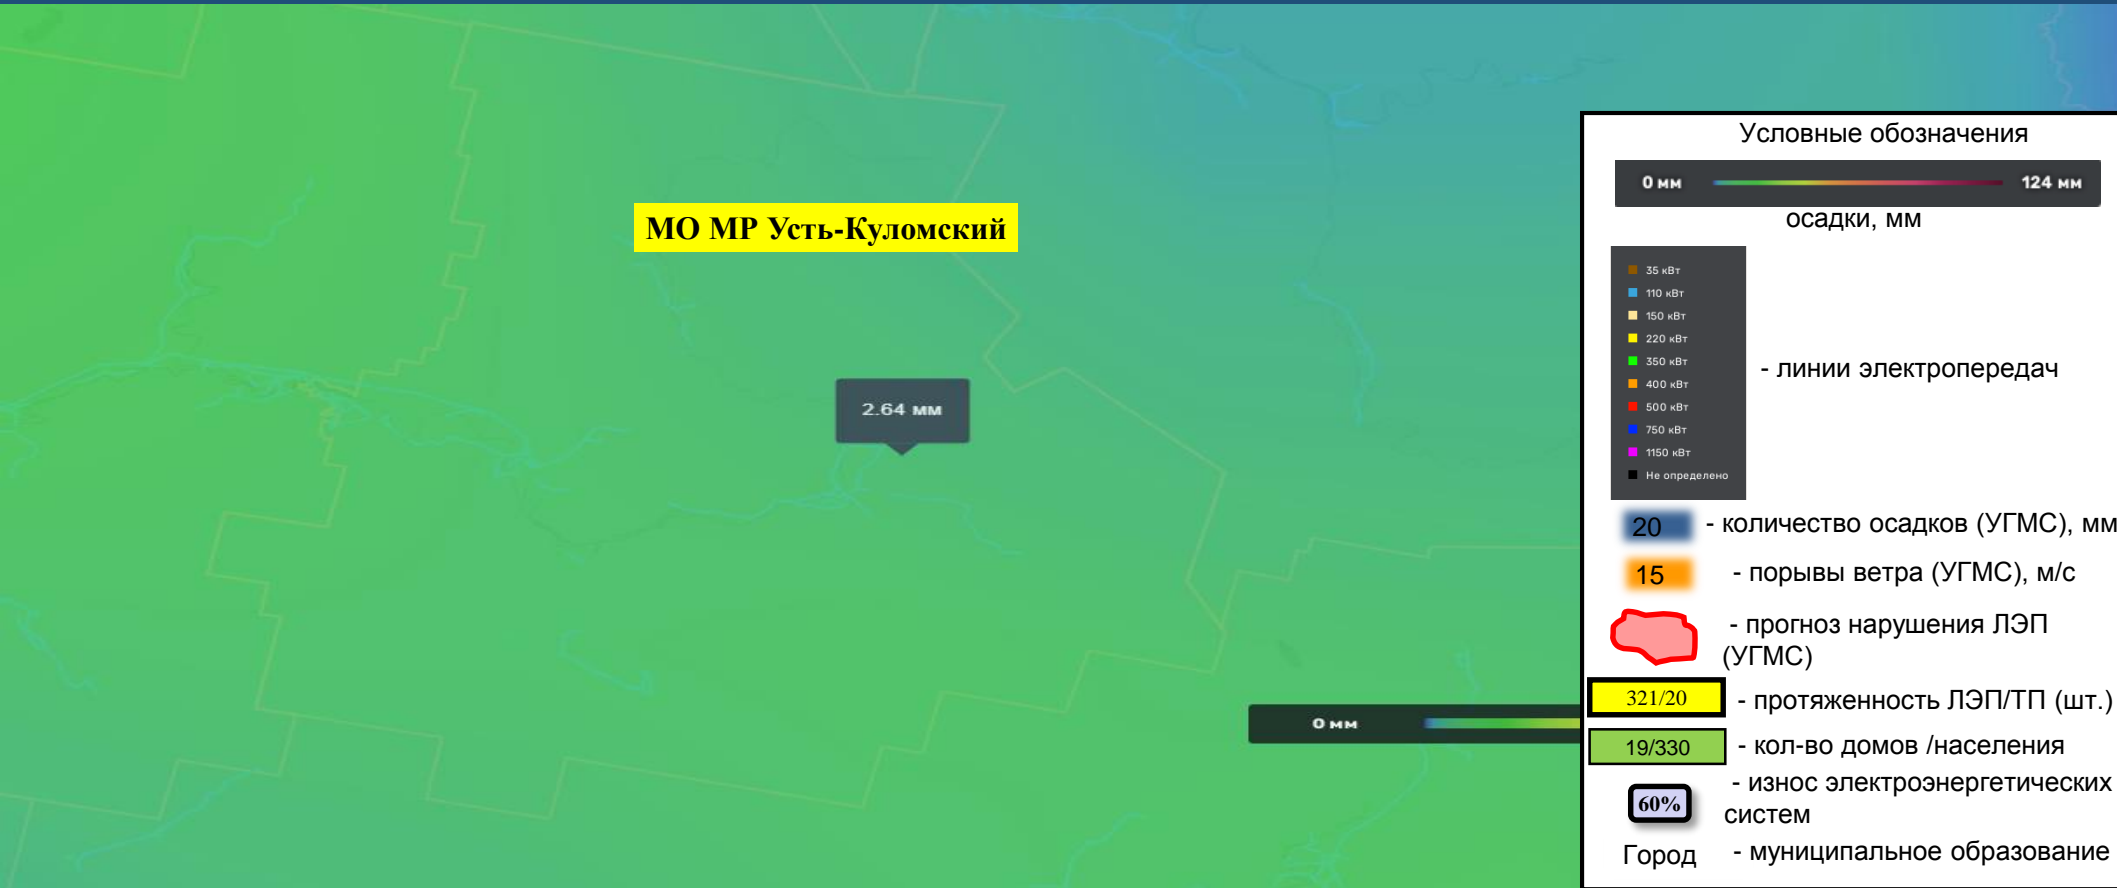 МО МР Усть-Куломский
2.64 мм
0 мм
Условные обозначения
0 мм 124 мм
осадки, мм
35 кВт
110 кВт
150 кВт
220 кВт
350 кВт
400 кВт
500 кВт
750 кВт
1150 кВт
Не определено
- линии электропередач
20 - количество осадков (УГМС), мм
15 - порывы ветра (УГМС), м/с
- прогноз нарушения ЛЭП
(УГМС)
321/20 - протяженность ЛЭП/ТП (шт.)
19/330 - кол-во домов /населения
- износ электроэнергетических
60%
систем
Город - муниципальное образование